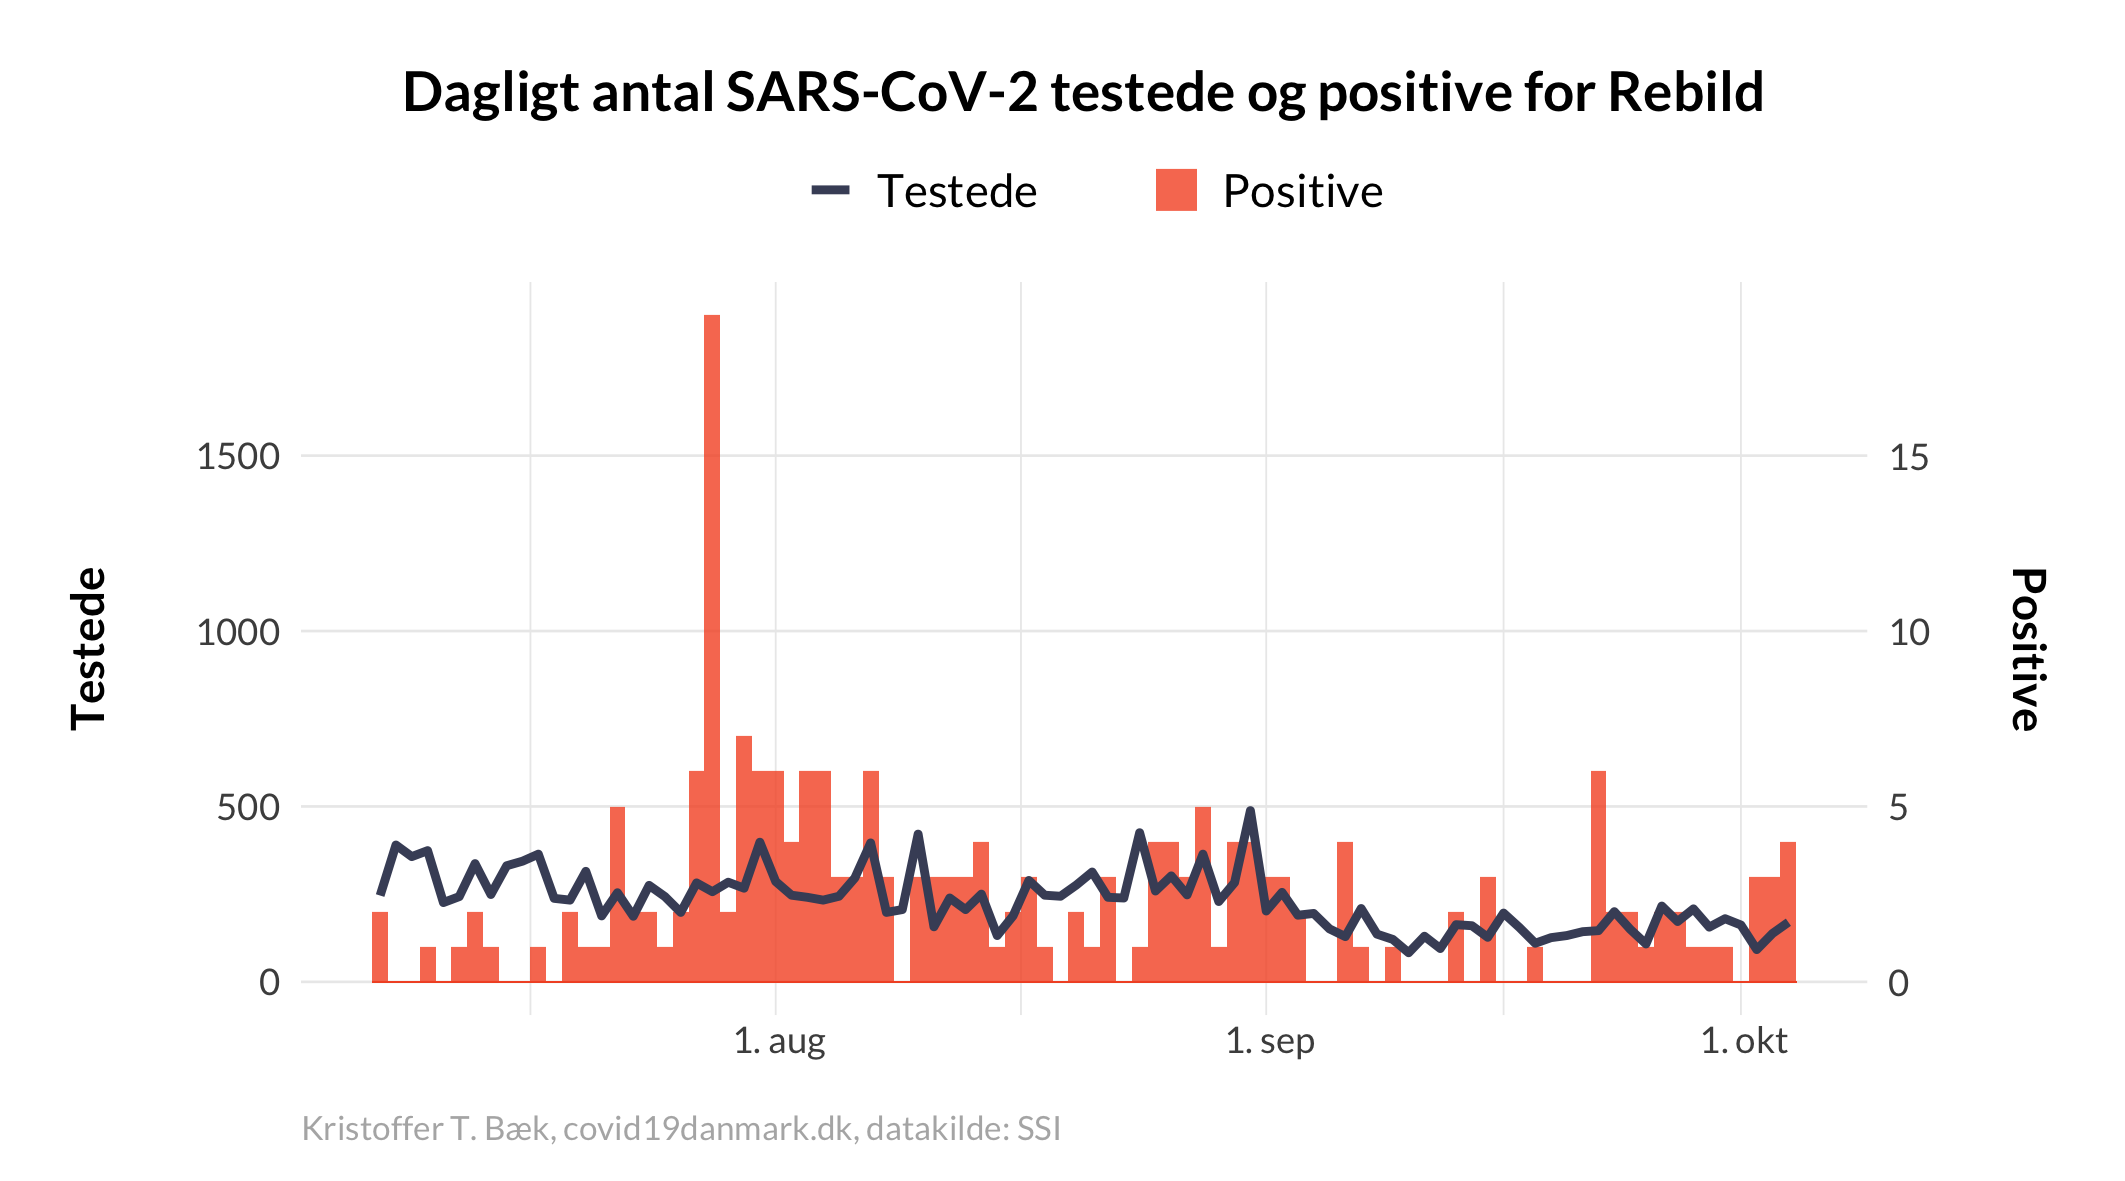 Dagligt antal SARS-CoV-2 testede og positive for Rebild
Testede
Positive
1500
1000
500
0
Testede
15
10
5
0
Positive
1. aug
1. sep
1. okt
Kristoffer T. Bæk, covid19danmark.dk, datakilde: SSI